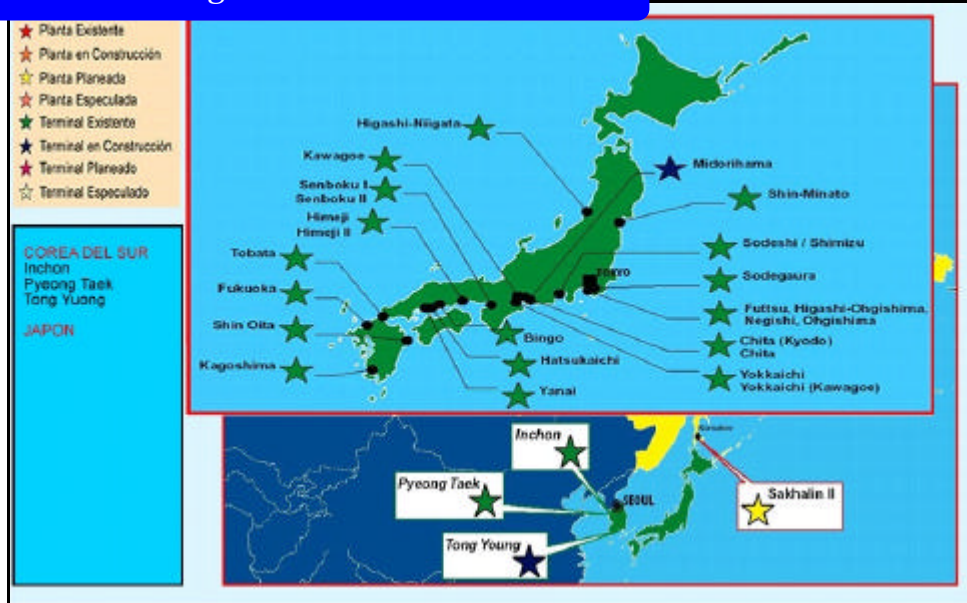 Planta Existente
Planta en Construcción
Planta Planeada
Planta Especulada
Terminal Existente
Terminal en Construcción
Terminal Planeado
Terminal Especulado
COREA DEL SUR
Inchon
Pyeong Taek
Tong Yuong
JAPON
Higashi-Niigata
Kawagoe
Senboku I
Senboku II
Himeji
Himeji II
Tobata
Fukuoka
Shin Oita
Kagoshima
Midorihama
Shin-Minato
Sodeshi / Shimizu
TOKYO
Sodegaura
Futtsu, Higashi-Ohgishima,
Negishi, Ohgishima
Chita (Kyodo)
Chita
Yokkaichi
Yokkaichi (Kawagoe)
Bingo
Hatsukaichi
Yanai
Inchon
Pyeong Taek
SEOUL
Tong Young
Sakhalin II